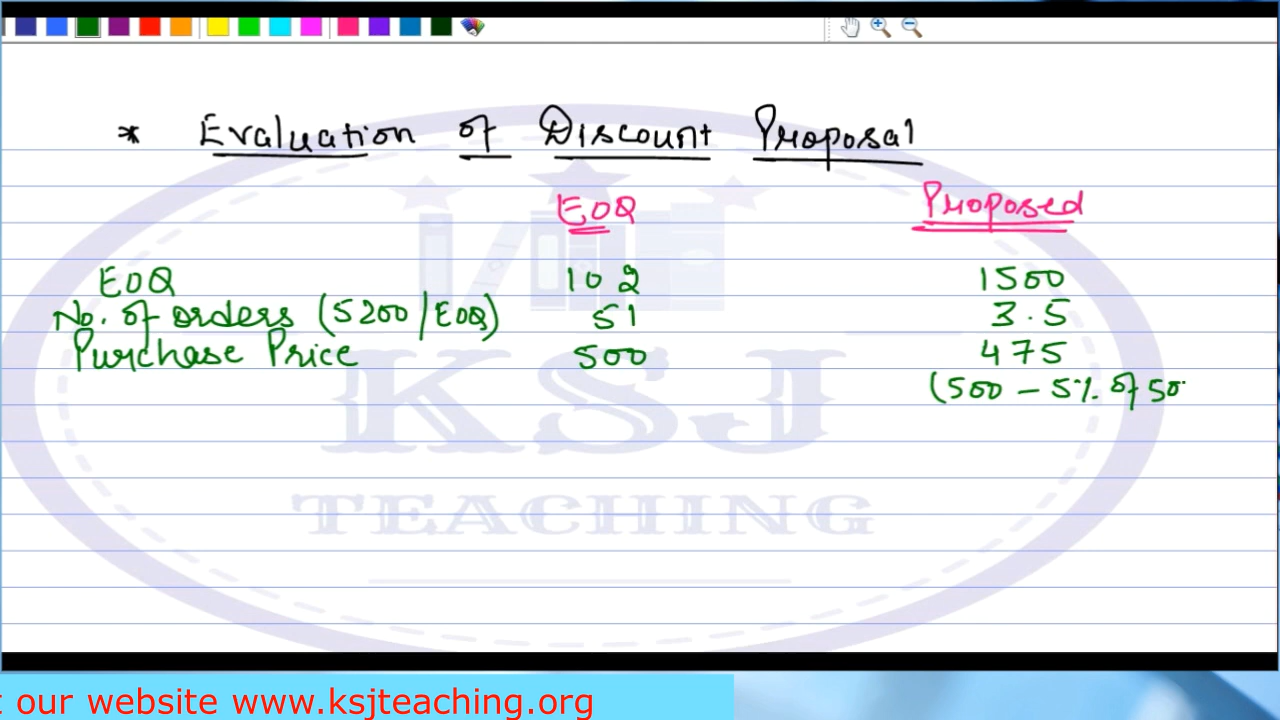 * Evaluation of Discount Proposal
EOQ Proposed
EOQ 102 1500
No. of orders (5200/EOQ) 51 3.5
Purchase Price 500 475
(500 - 5% of 50
KSJ
TEACHING
our website www.ksjteaching.org